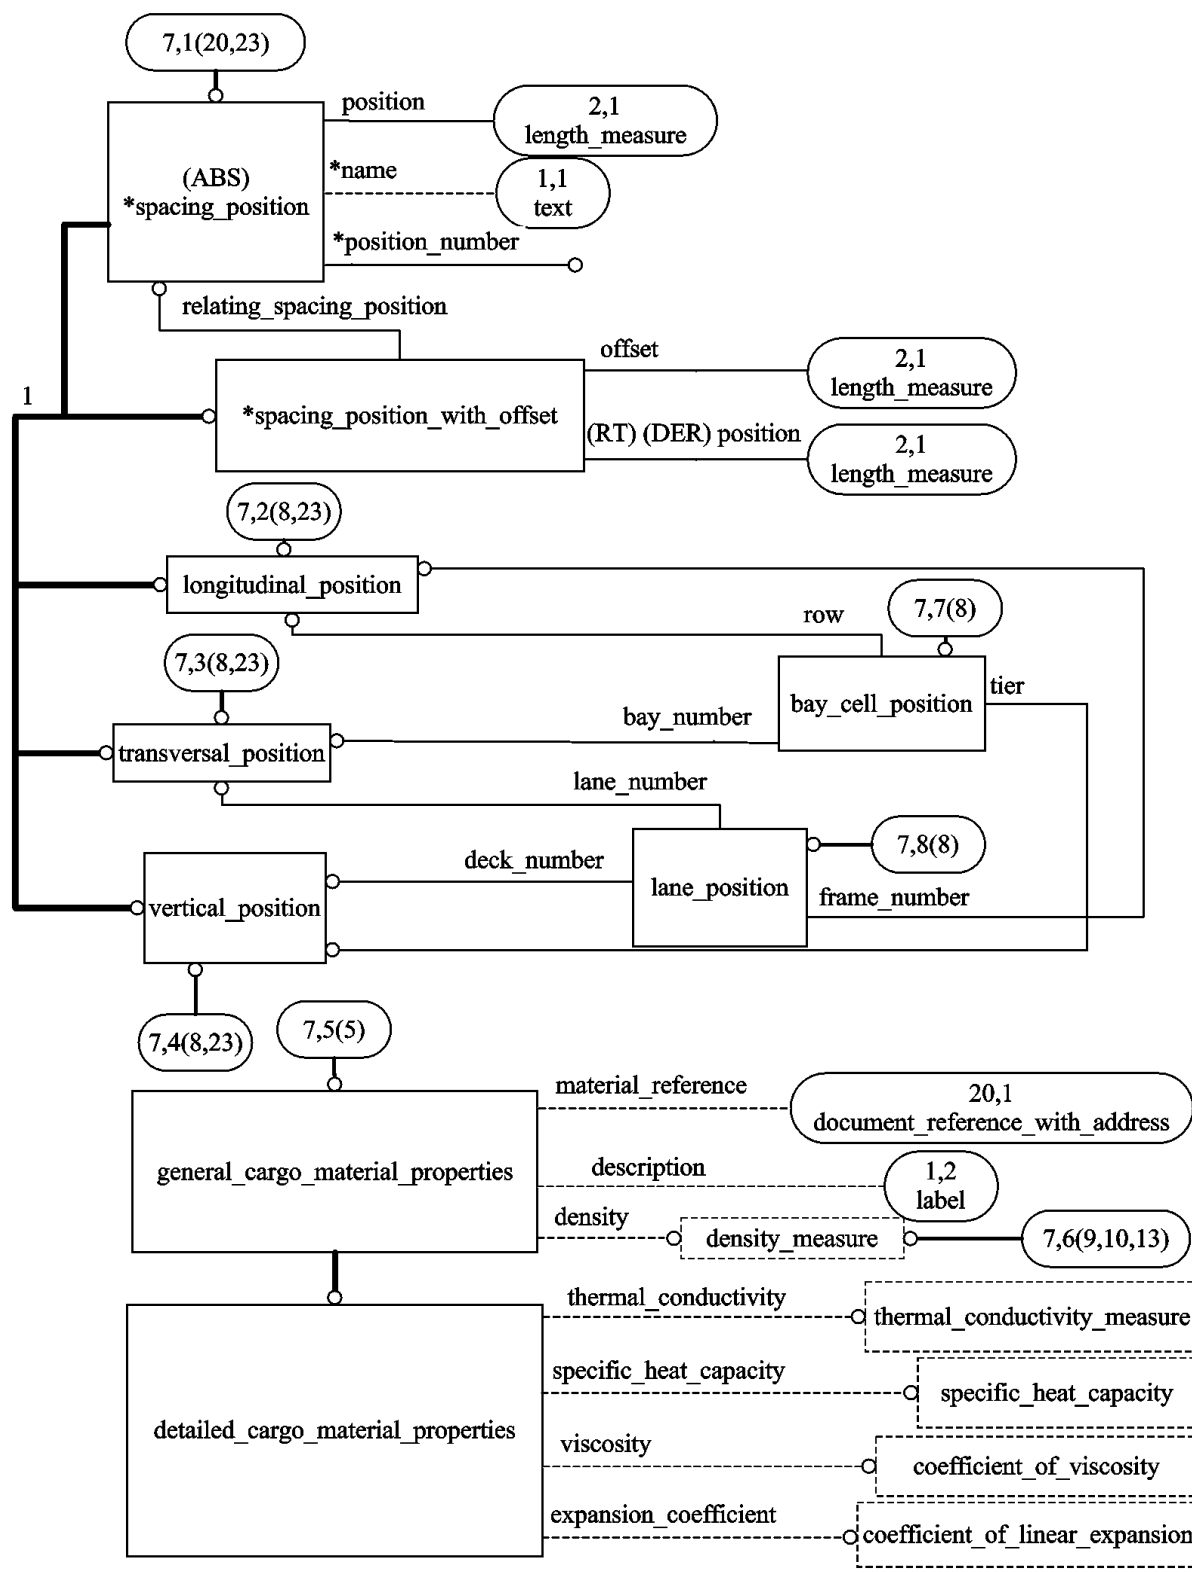 7,1(20,23)
position
2,1
length_measure
*name
1,1
text
(ABS)
*spacing_position
*position_number
relating_spacing_position
1
offset
2,1
length_measure
*spacing_position_with_offset
(RT) (DER) position
2,1
length_measure
7,2(8,23)
longitudinal_position
row
7,7(8)
7,3(8,23)
bay_cell_position
tier
bay_number
transversal_position
lane_number
7,8(8)
deck_number
lane_position
frame_number
vertical_position
7,4(8,23)
7,5(5)
material_reference
20,1
document_reference_with_address
general_cargo_material_properties
description
1,2
label
density
density_measure
7,6(9,10,13)
thermal_conductivity
thermal_conductivity_measure
specific_heat_capacity
specific_heat_capacity
detailed_cargo_material_properties
viscosity
coefficient_of_viscosity
expansion_coefficient
coefficient_of_linear_expansion